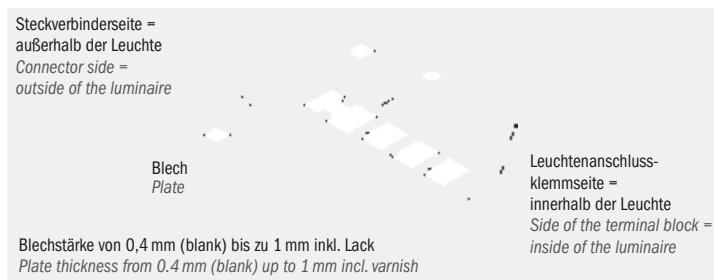 Steckverbinderseite =
außerhalb der Leuchte
Connector side =
outside of the luminaire
Blech
Plate
Leuchtenanschluss-
klemmseite =
innerhalb der Leuchte
Side of the terminal block =
inside of the luminaire
Blechstärke von 0,4 mm (blank) bis zu 1 mm inkl. Lack
Plate thickness from 0.4 mm (blank) up to 1 mm incl. varnish